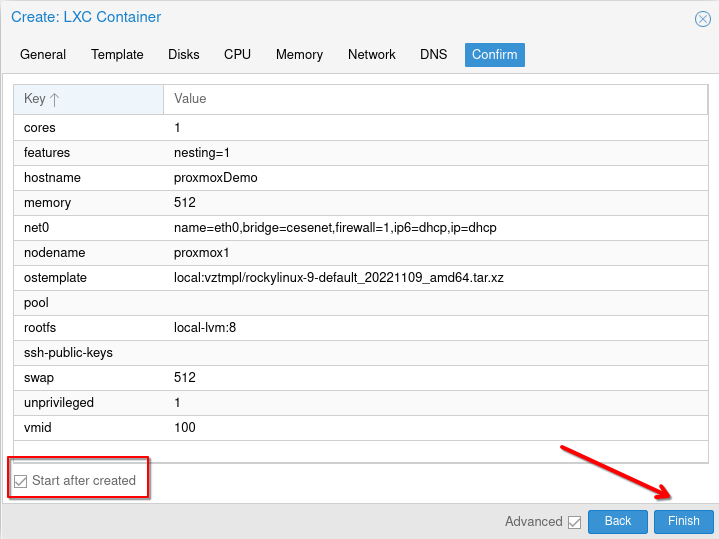 Create: LXC Container
General Template Disks CPU Memory Network DNS Confirm
Key Value
cores 1
features nesting=1
hostname proxmoxDemo
memory 512
net0 name=eth0,bridge=cesenet,firewall=1,ip6=dhcp,ip=dhcp
nodename proxmox1
ostemplate local:vztmpl/rockylinux-9-default_20221109_amd64.tar.xz
pool
rootfs local-lvm:8
ssh-public-keys
swap 512
unprivileged 1
vmid 100
Start after created
Advanced Back Finish